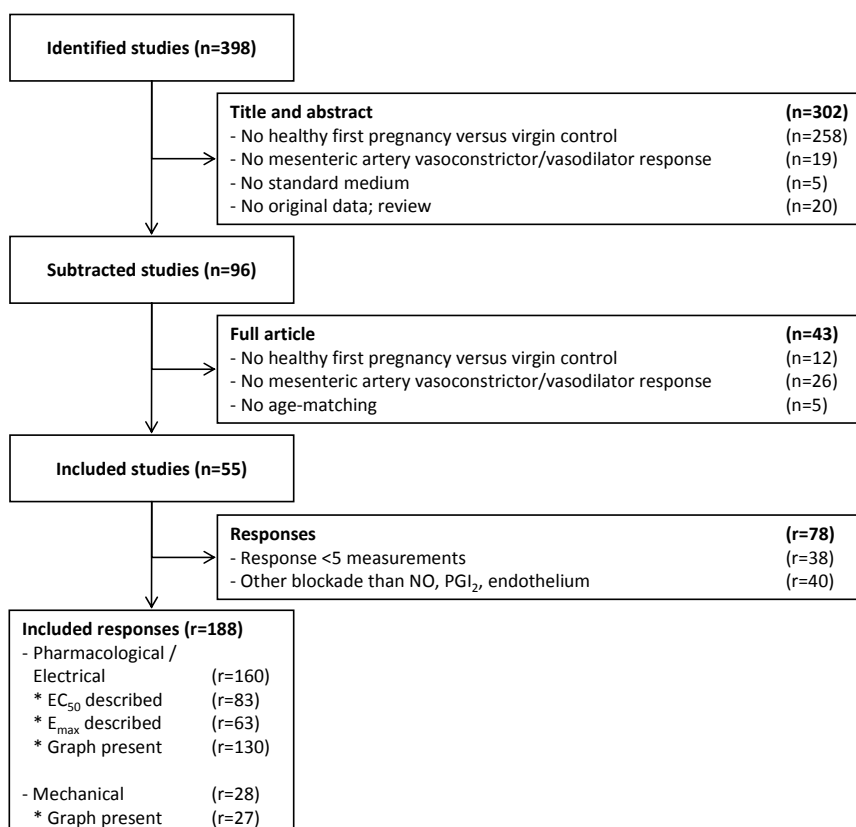 Identified studies (n=398)
Title and abstract (n=302)
- No healthy first pregnancy versus virgin control (n=258)
- No mesenteric artery vasoconstrictor/vasodilator response (n=19)
- No standard medium (n=5)
- No original data; review (n=20)
Subtracted studies (n=96)
Full article (n=43)
- No healthy first pregnancy versus virgin control (n=12)
- No mesenteric artery vasoconstrictor/vasodilator response (n=26)
- No age-matching (n=5)
Included studies (n=55)
Responses (r=78)
- Response <5 measurements (r=38)
- Other blockade than NO, PGI₂, endothelium (r=40)
Included responses (r=188)
- Pharmacological /
Electrical (r=160)
* EC₅₀ described (r=83)
* Eₘₐₓ described (r=63)
* Graph present (r=130)
- Mechanical (r=28)
* Graph present (r=27)